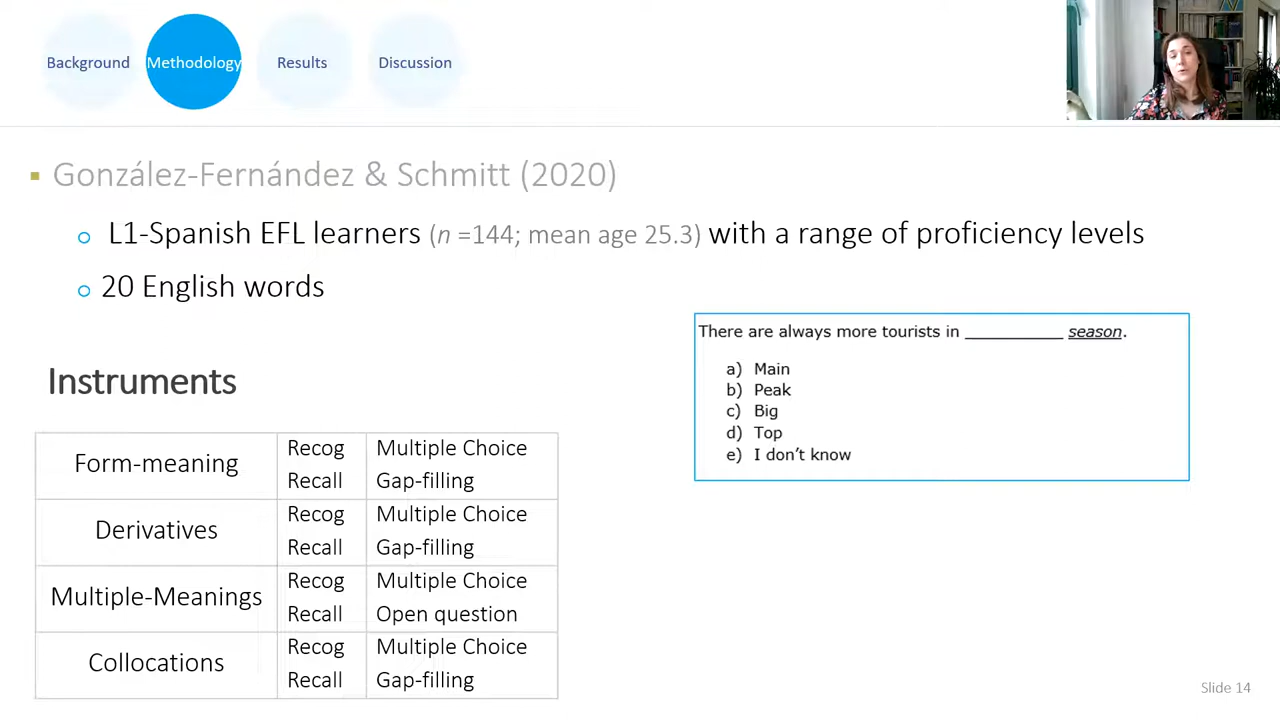 Background
Methodology
Results
Discussion
▪ González-Fernández & Schmitt (2020)
o L1-Spanish EFL learners (n =144; mean age 25.3) with a range of proficiency levels
o 20 English words
There are always more tourists in __________ season.
a) Main
b) Peak
c) Big
d) Top
e) I don't know
Instruments
Form-meaning
Recog
Multiple Choice
Recall
Gap-filling
Derivatives
Recog
Multiple Choice
Recall
Gap-filling
Multiple-Meanings
Recog
Multiple Choice
Recall
Open question
Collocations
Recog
Multiple Choice
Recall
Gap-filling
Slide 14